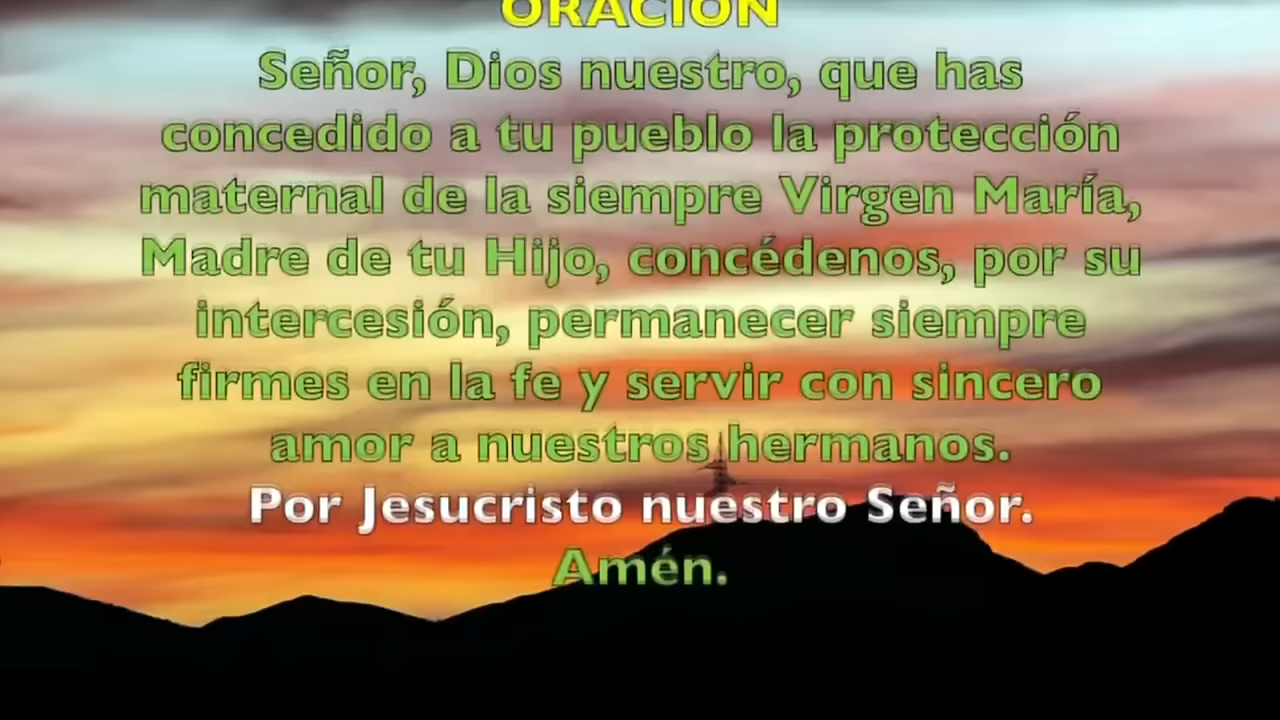 ORACIÓN
Señor, Dios nuestro, que has
concedido a tu pueblo la protección
maternal de la siempre Virgen María,
Madre de tu Hijo, concédenos, por su
intercesión, permanecer siempre
firmes en la fe y servir con sincero
amor a nuestros hermanos.
Por Jesucristo nuestro Señor.
Amén.